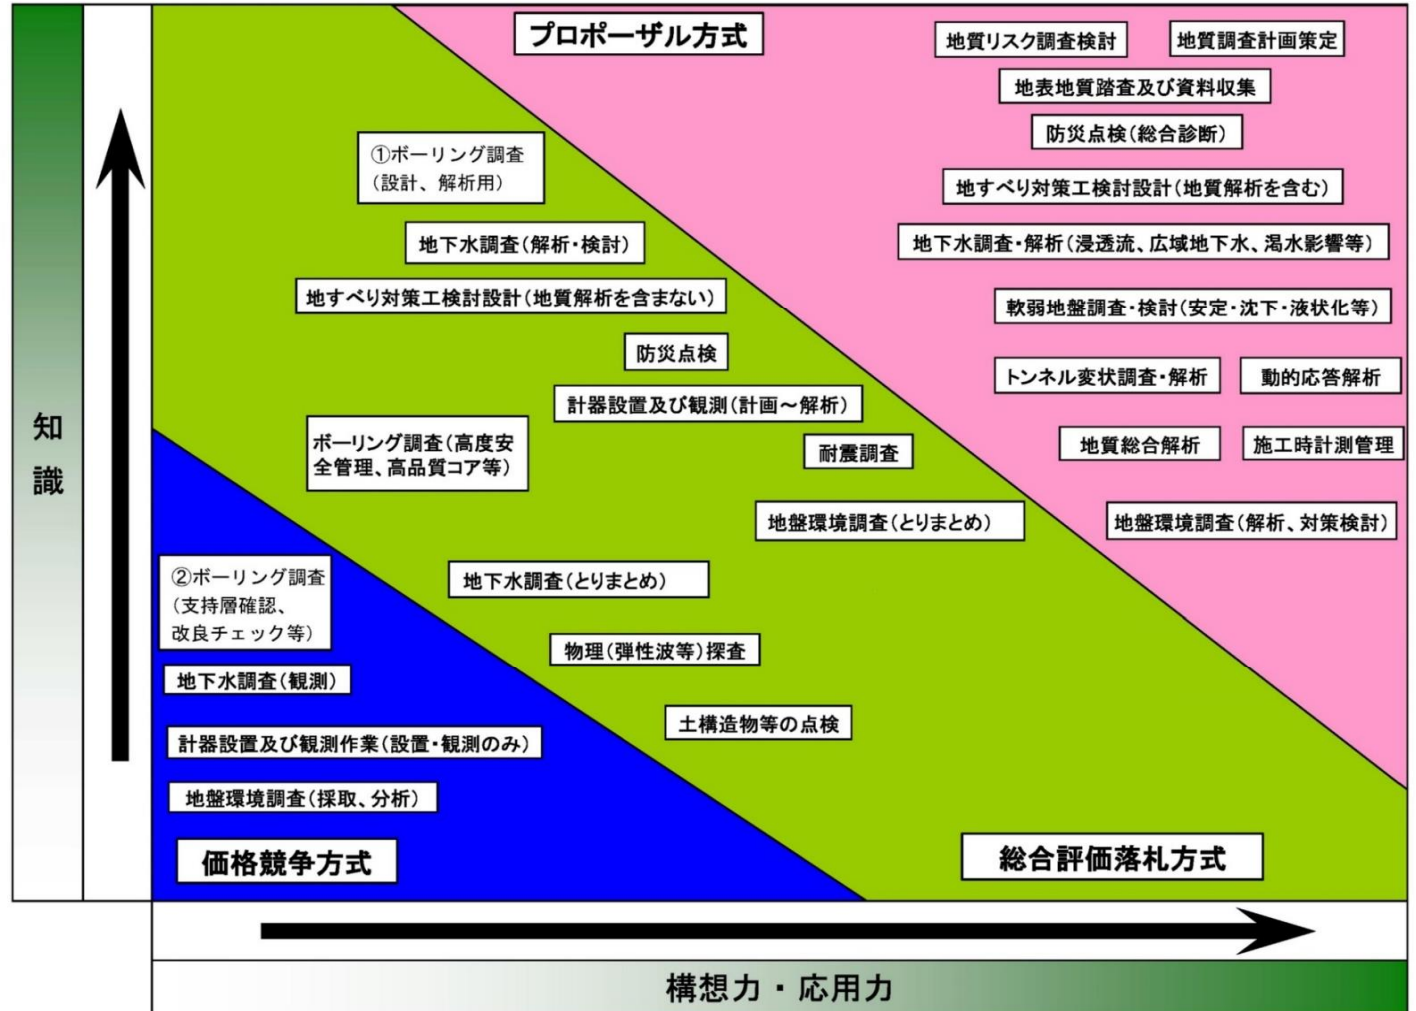 プロポーザル方式
地質リスク調査検討
地質調査計画策定
地表地質踏査及び資料収集
防災点検(総合診断)
①ボーリング調査
(設計、解析用)
地すべり対策工検討設計(地質解析を含む)
地下水調査(解析・検討)
地下水調査・解析(浸透流、広域地下水、渇水影響等)
地すべり対策工検討設計(地質解析を含まない)
軟弱地盤調査・検討(安定・沈下・液状化等)
防災点検
トンネル変状調査・解析
動的応答解析
計器設置及び観測(計画～解析)
知
識
ボーリング調査(高度安
全管理、高品質コア等)
耐震調査
地質総合解析
施工時計測管理
地盤環境調査(とりまとめ)
地盤環境調査(解析、対策検討)
②ボーリング調査
(支持層確認、
改良チェック等)
地下水調査(とりまとめ)
物理(弾性波等)探査
地下水調査(観測)
土構造物等の点検
計器設置及び観測作業(設置・観測のみ)
地盤環境調査(採取、分析)
価格競争方式
総合評価落札方式
構想力・応用力